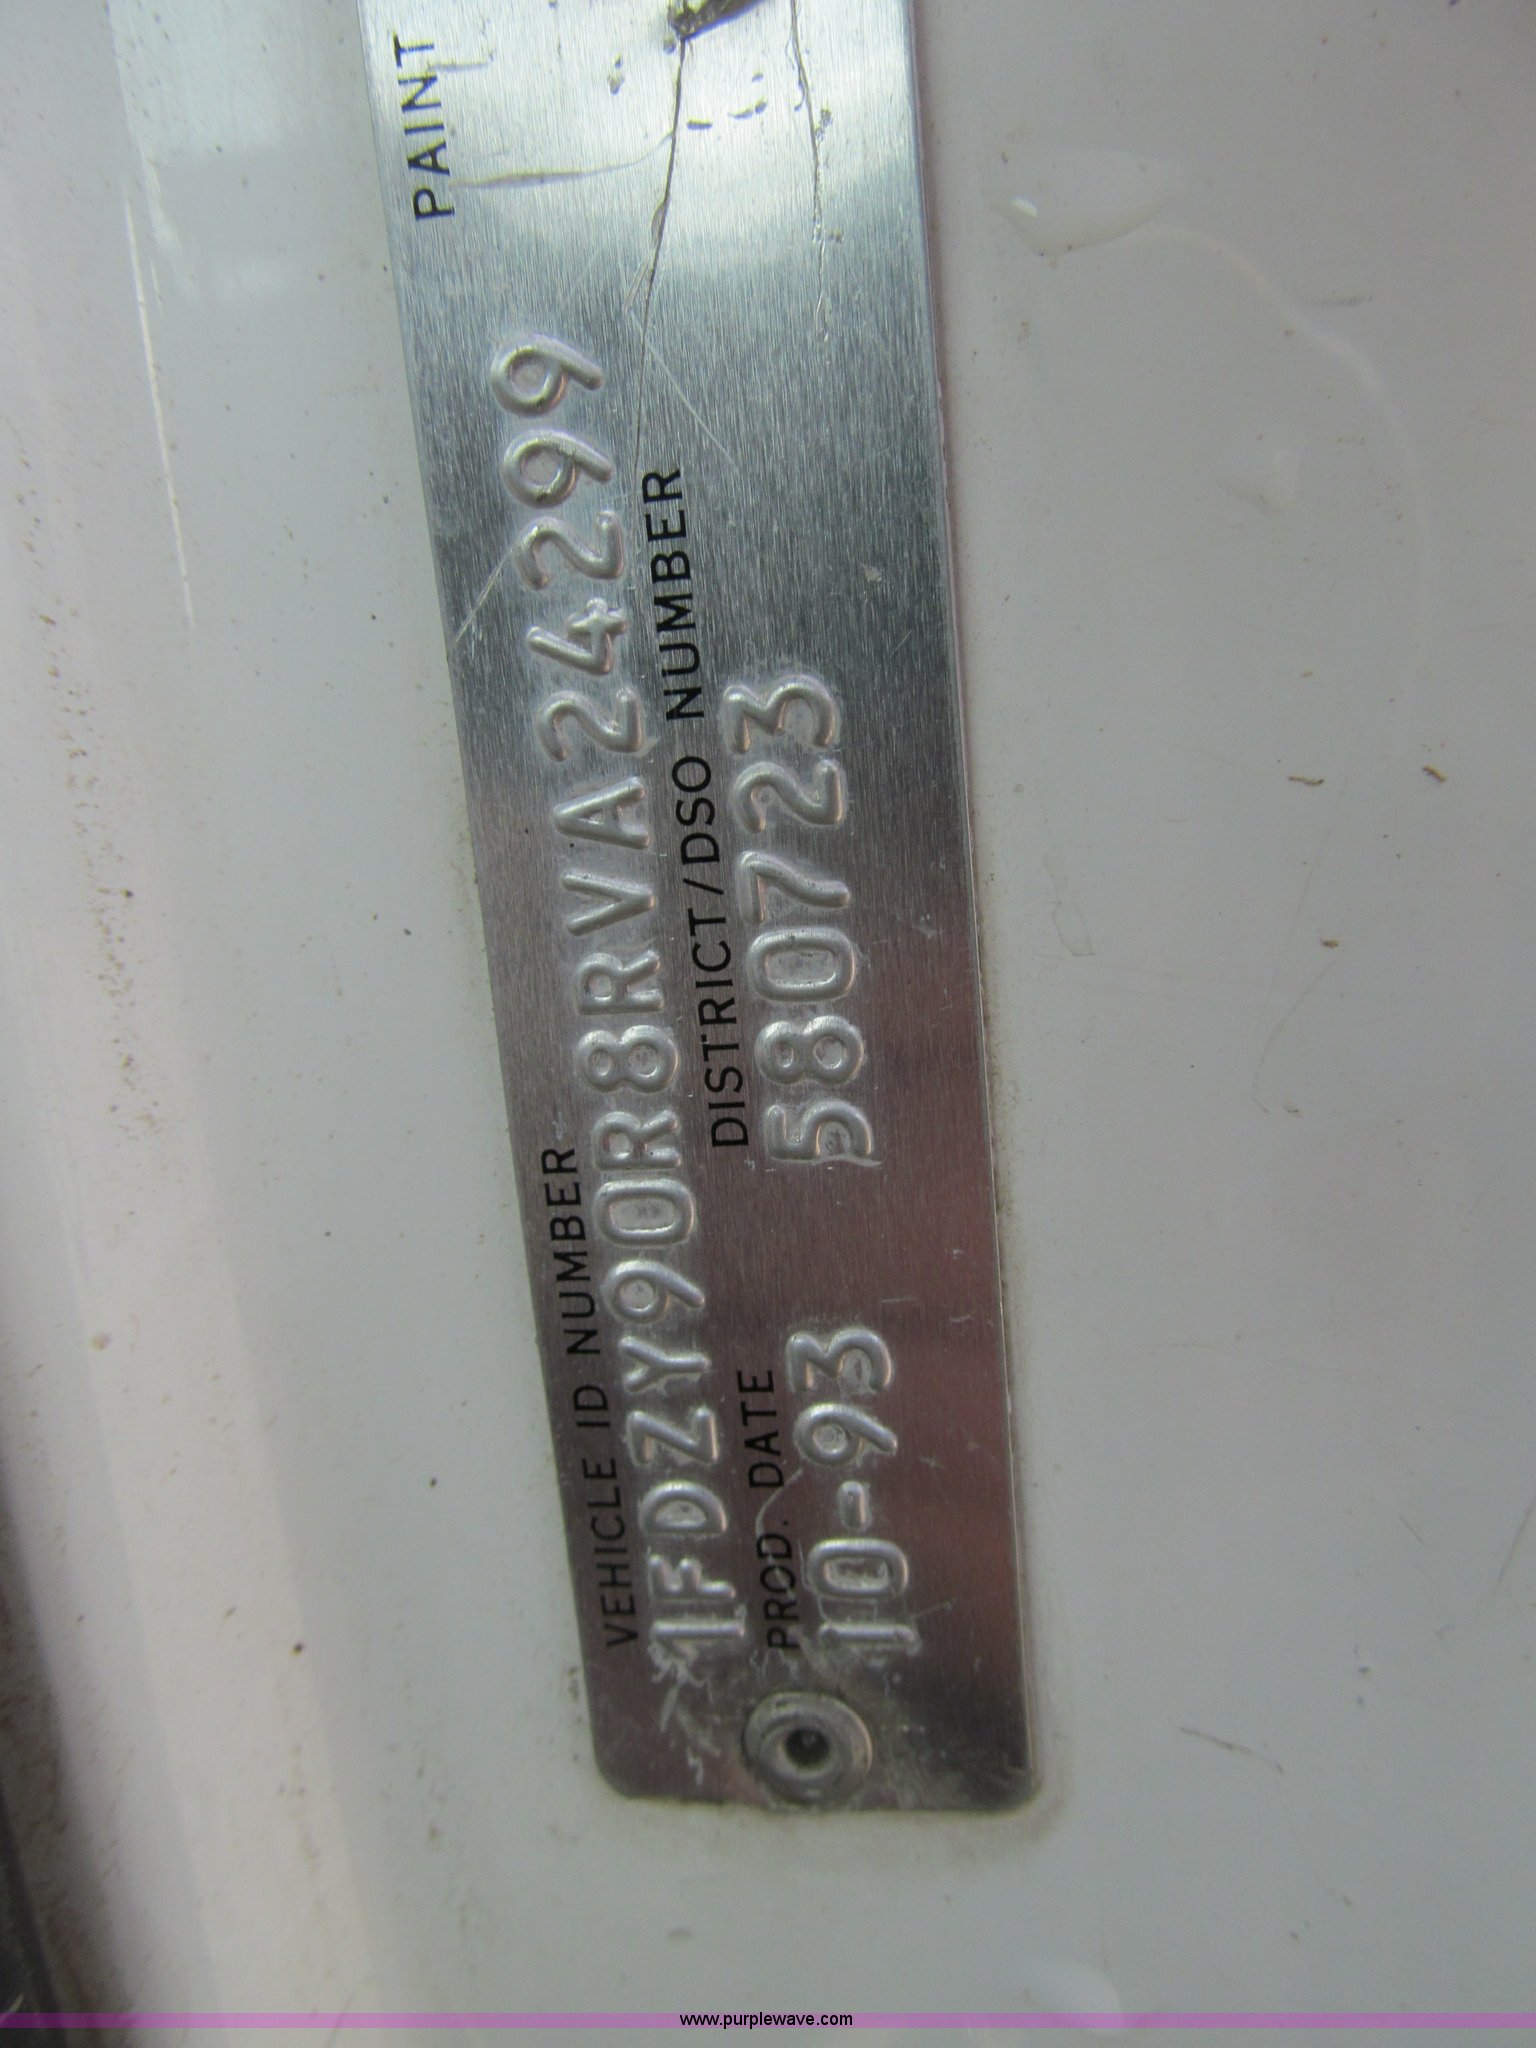 VEHICLE ID NUMBER
1FDZY90R8RVA24299
PAINT
PROD. DATE
DISTRICT/DSO NUMBER
10-93
580723
www.purplewave.com